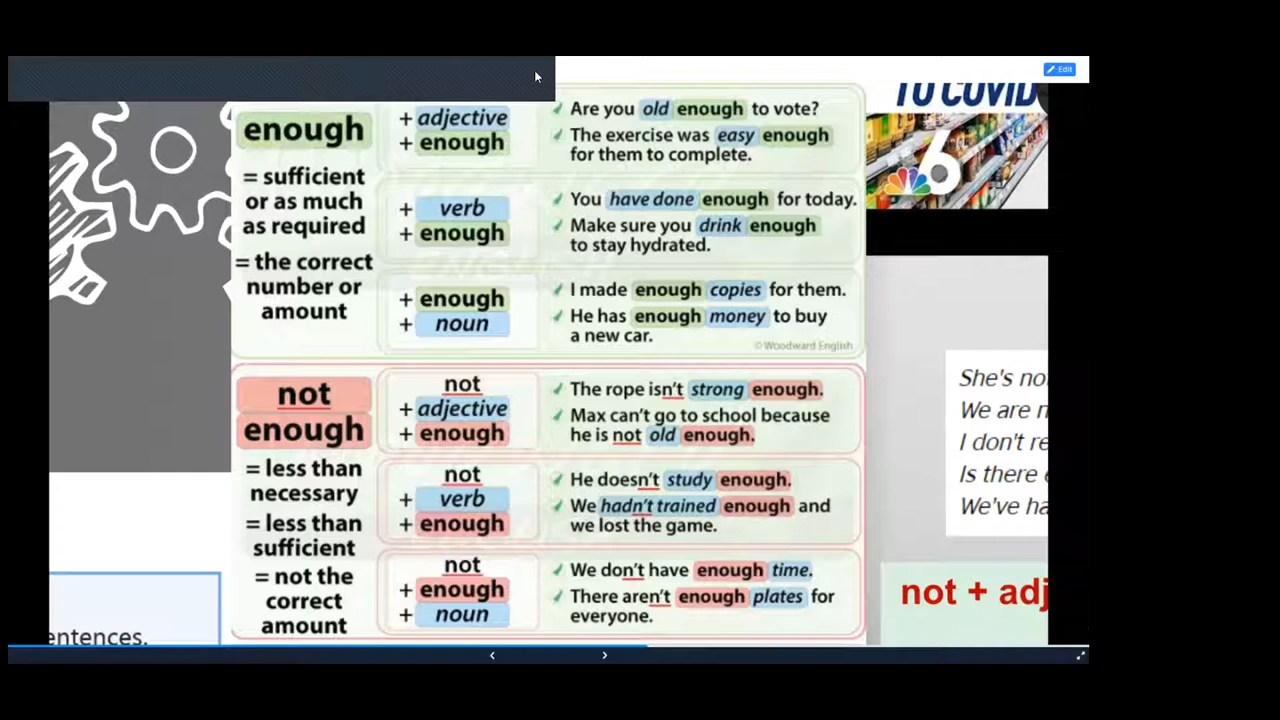 Edit
TO COVID
6
enough
= sufficient
or as much
as required
= the correct
number or
amount
+ adjective
+ enough
✓ Are you old enough to vote?
✓ The exercise was easy enough
for them to complete.
+ verb
+ enough
✓ You have done enough for today.
✓ Make sure you drink enough
to stay hydrated.
+ enough
+ noun
✓ I made enough copies for them.
✓ He has enough money to buy
a new car.
©Woodward English
not
enough
= less than
necessary
= less than
sufficient
= not the
correct
amount
not
+ adjective
+ enough
✓ The rope isn't strong enough.
✓ Max can't go to school because
he is not old enough.
not
+ verb
+ enough
✓ He doesn't study enough.
✓ We hadn't trained enough and
we lost the game.
not
+ enough
+ noun
✓ We don't have enough time.
✓ There aren't enough plates for
everyone.
She's no
We are
I don't re
Is there
We've ha
not + adj
entences.